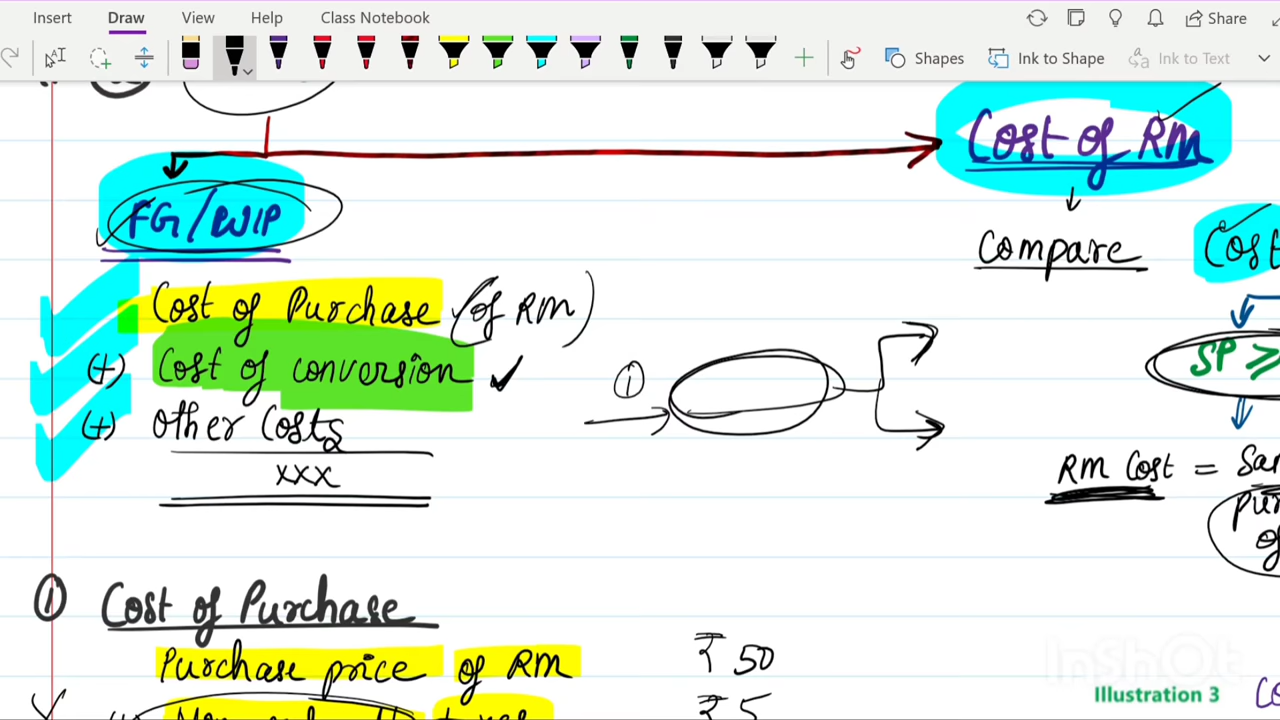 Insert Draw View Help Class Notebook Share
Shapes Ink to Shape Ink to Text
Cost of RM
FG/WIP
Compare
Cost
Cost of Purchase (of RM)
(+) Cost of conversion
①
SP ≥
(+) Other Costs
XXX
RM Cost =
① Cost of Purchase
Purchase price of RM ₹ 50
₹ 5
InShOt
Illustration 3